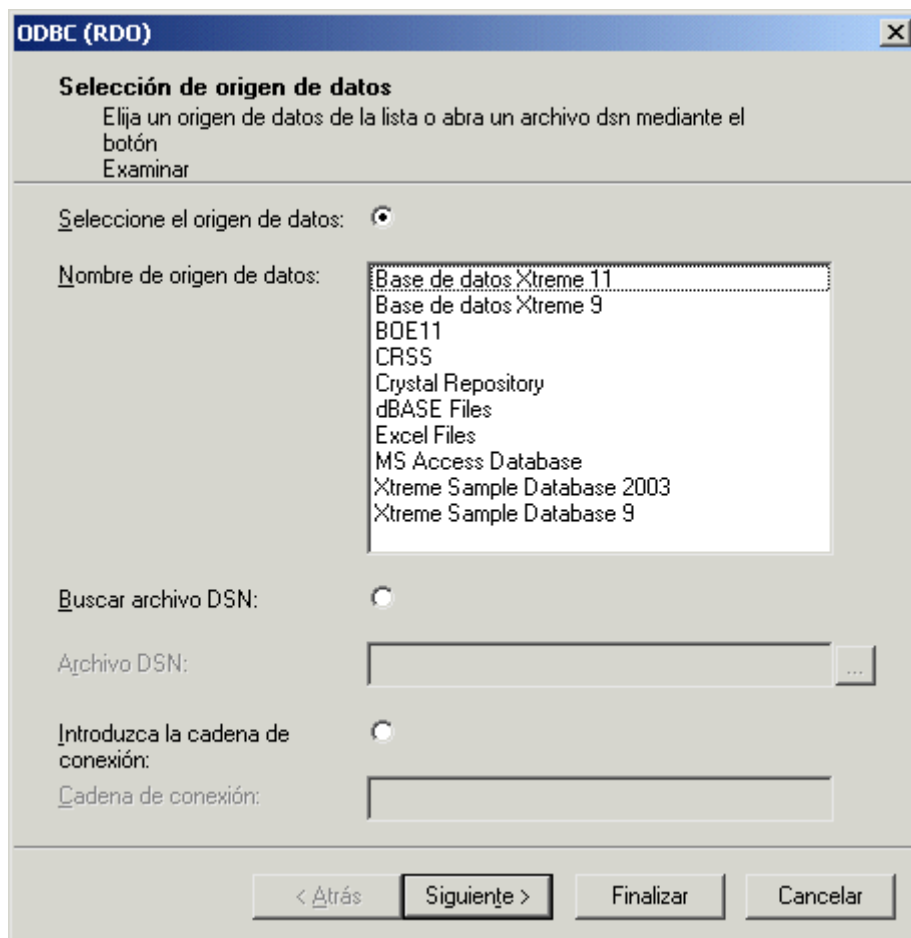 ODBC (RDO)
Selección de origen de datos
Elija un origen de datos de la lista o abra un archivo dsn mediante el
botón
Examinar
Seleccione el origen de datos:
Nombre de origen de datos:
Base de datos Xtreme 11
Base de datos Xtreme 9
BOE11
CRSS
Crystal Repository
dBASE Files
Excel Files
MS Access Database
Xtreme Sample Database 2003
Xtreme Sample Database 9
Buscar archivo DSN:
Archivo DSN:
...
Introduzca la cadena de
conexión:
Cadena de conexión:
< Atrás
Siguiente >
Finalizar
Cancelar